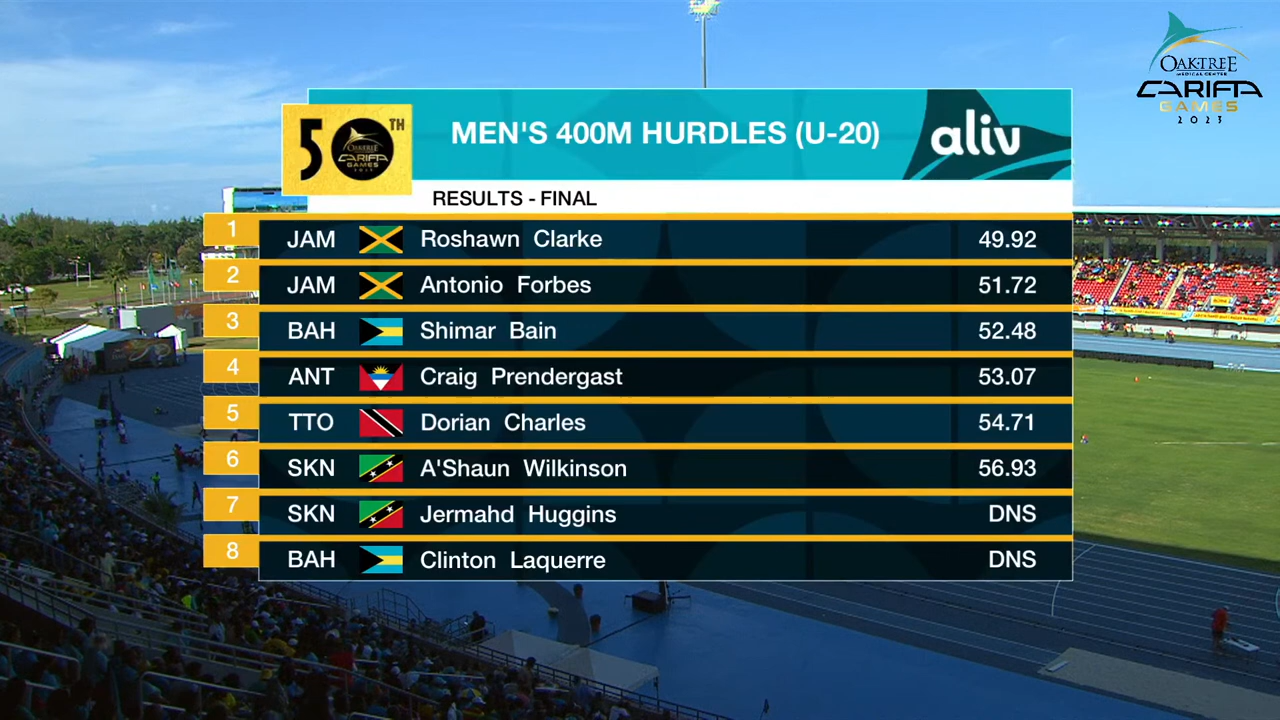 OAKTREE
MEDICAL CENTER
CARIFTA
GAMES
2023
50TH
OAKTREE
CARIFTA
GAMES
MEN'S 400M HURDLES (U-20)
aliv
RESULTS - FINAL
1 JAM Roshawn Clarke 49.92
2 JAM Antonio Forbes 51.72
3 BAH Shimar Bain 52.48
4 ANT Craig Prendergast 53.07
5 TTO Dorian Charles 54.71
6 SKN A'Shaun Wilkinson 56.93
7 SKN Jermahd Huggins DNS
8 BAH Clinton Laquerre DNS